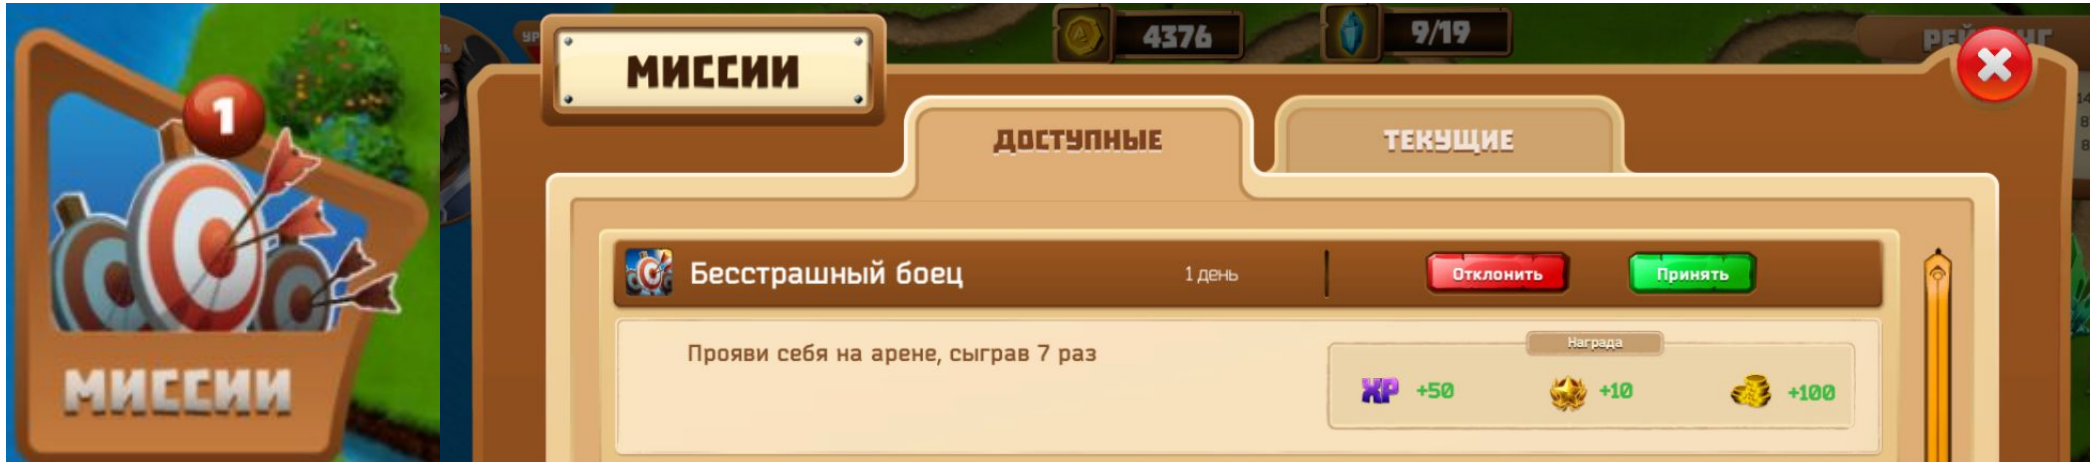 1
МИССИИ
4376
9/19
МИССИИ
ДОСТУПНЫЕ
ТЕКУЩИЕ
Бесстрашный боец
1 день
Отклонить
Принять
Прояви себя на арене, сыграв 7 раз
Награда
XP +50
+10
+100